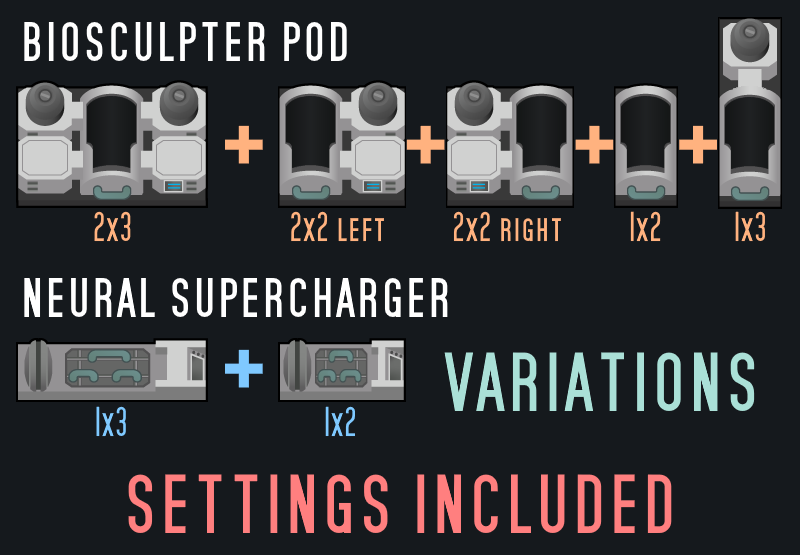 BIOSCULPTER POD
2x3
2x2 LEFT
2x2 RIGHT
1x2
1x3
NEURAL SUPERCHARGER
1x3
1x2
VARIATIONS
SETTINGS INCLUDED